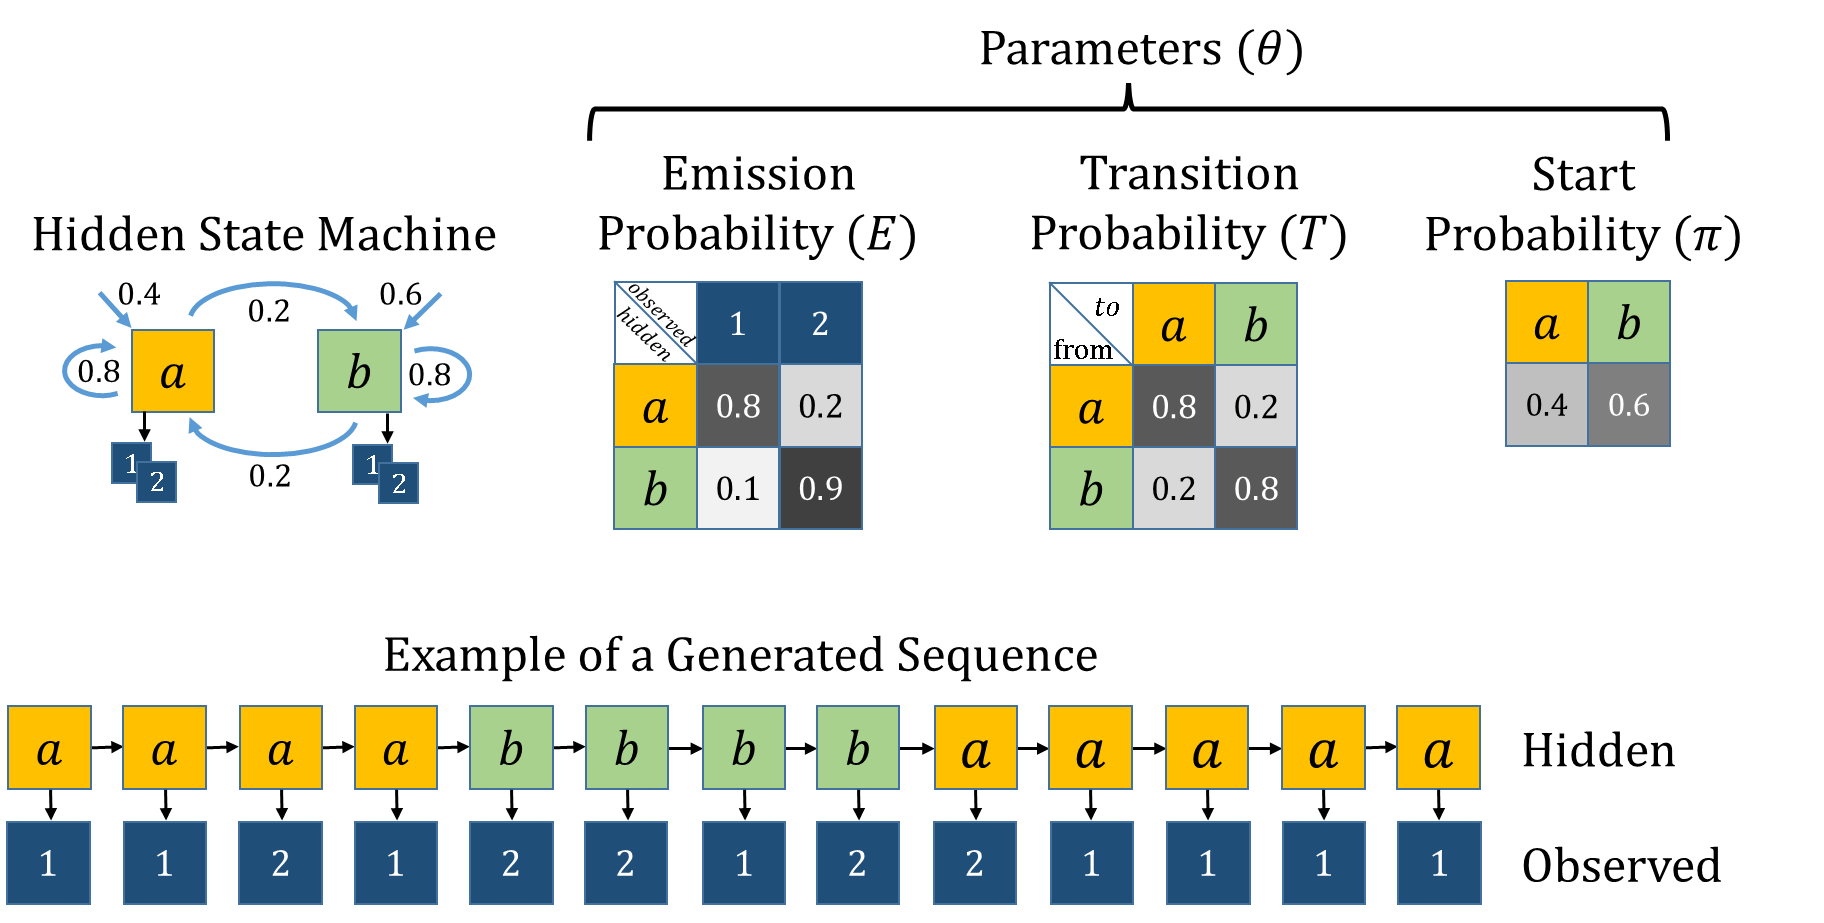 Parameters (θ)
Hidden State Machine
Emission
Probability (E)
Transition
Probability (T)
Start
Probability (π)
0.4
0.2
0.6
0.8
a
b
0.8
1
2
1
2
0.2
observed
hidden
1
2
a
0.8
0.2
b
0.1
0.9
to
from
a
b
a
0.8
0.2
b
0.2
0.8
a
b
0.4
0.6
Example of a Generated Sequence
a a a a b b b b a a a a a Hidden
1 1 2 1 2 2 1 2 2 1 1 1 1 Observed